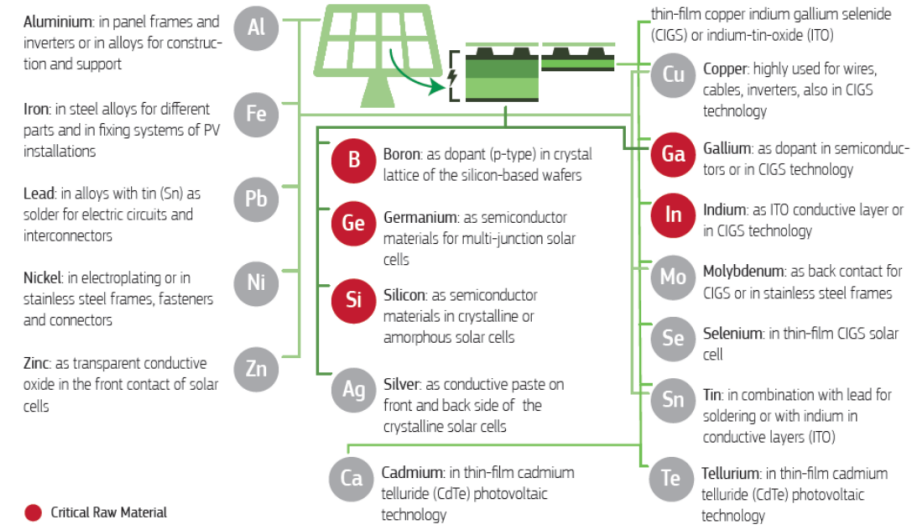 Aluminium: in panel frames and
inverters or in alloys for construc-
tion and support
Al
Iron: in steel alloys for different
parts and in fixing systems of PV
installations
Fe
Lead: in alloys with tin (Sn) as
solder for electric circuits and
interconnectors
Pb
Nickel: in electroplating or in
stainless steel frames, fasteners
and connectors
Ni
Zinc: as transparent conductive
oxide in the front contact of solar
cells
Zn
B
Boron: as dopant (p-type) in crystal
lattice of the silicon-based wafers
Ge
Germanium: as semiconductor
materials for multi-junction solar
cells
Si
Silicon: as semiconductor
materials in crystalline or
amorphous solar cells
Ag
Silver: as conductive paste on
front and back side of the
crystalline solar cells
Ca
Cadmium: in thin-film cadmium
telluride (CdTe) photovoltaic
technology
thin-film copper indium gallium selenide
(CIGS) or indium-tin-oxide (ITO)
Cu
Copper: highly used for wires,
cables, inverters, also in CIGS
technology
Ga
Gallium: as dopant in semiconduc-
tors or in CIGS technology
In
Indium: as ITO conductive layer or
in CIGS technology
Mo
Molybdenum: as back contact for
CIGS or in stainless steel frames
Se
Selenium: in thin-film CIGS solar
cell
Sn
Tin: in combination with lead for
soldering or with indium in
conductive layers (ITO)
Te
Tellurium: in thin-film cadmium
telluride (CdTe) photovoltaic
technology
Critical Raw Material